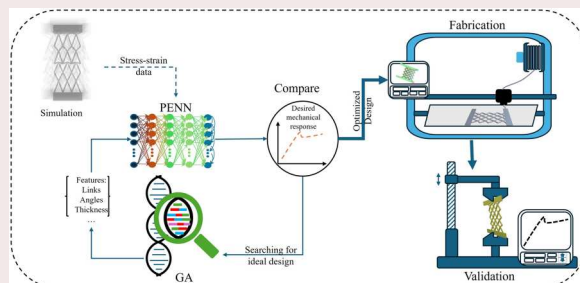 Simulation
Stress-strain
data
PENN
Compare
Desired
mechanical
response
Optimized
Design
Fabrication
Features:
Links
Angles
Thickness
...
GA
Searching for
ideal design
Validation